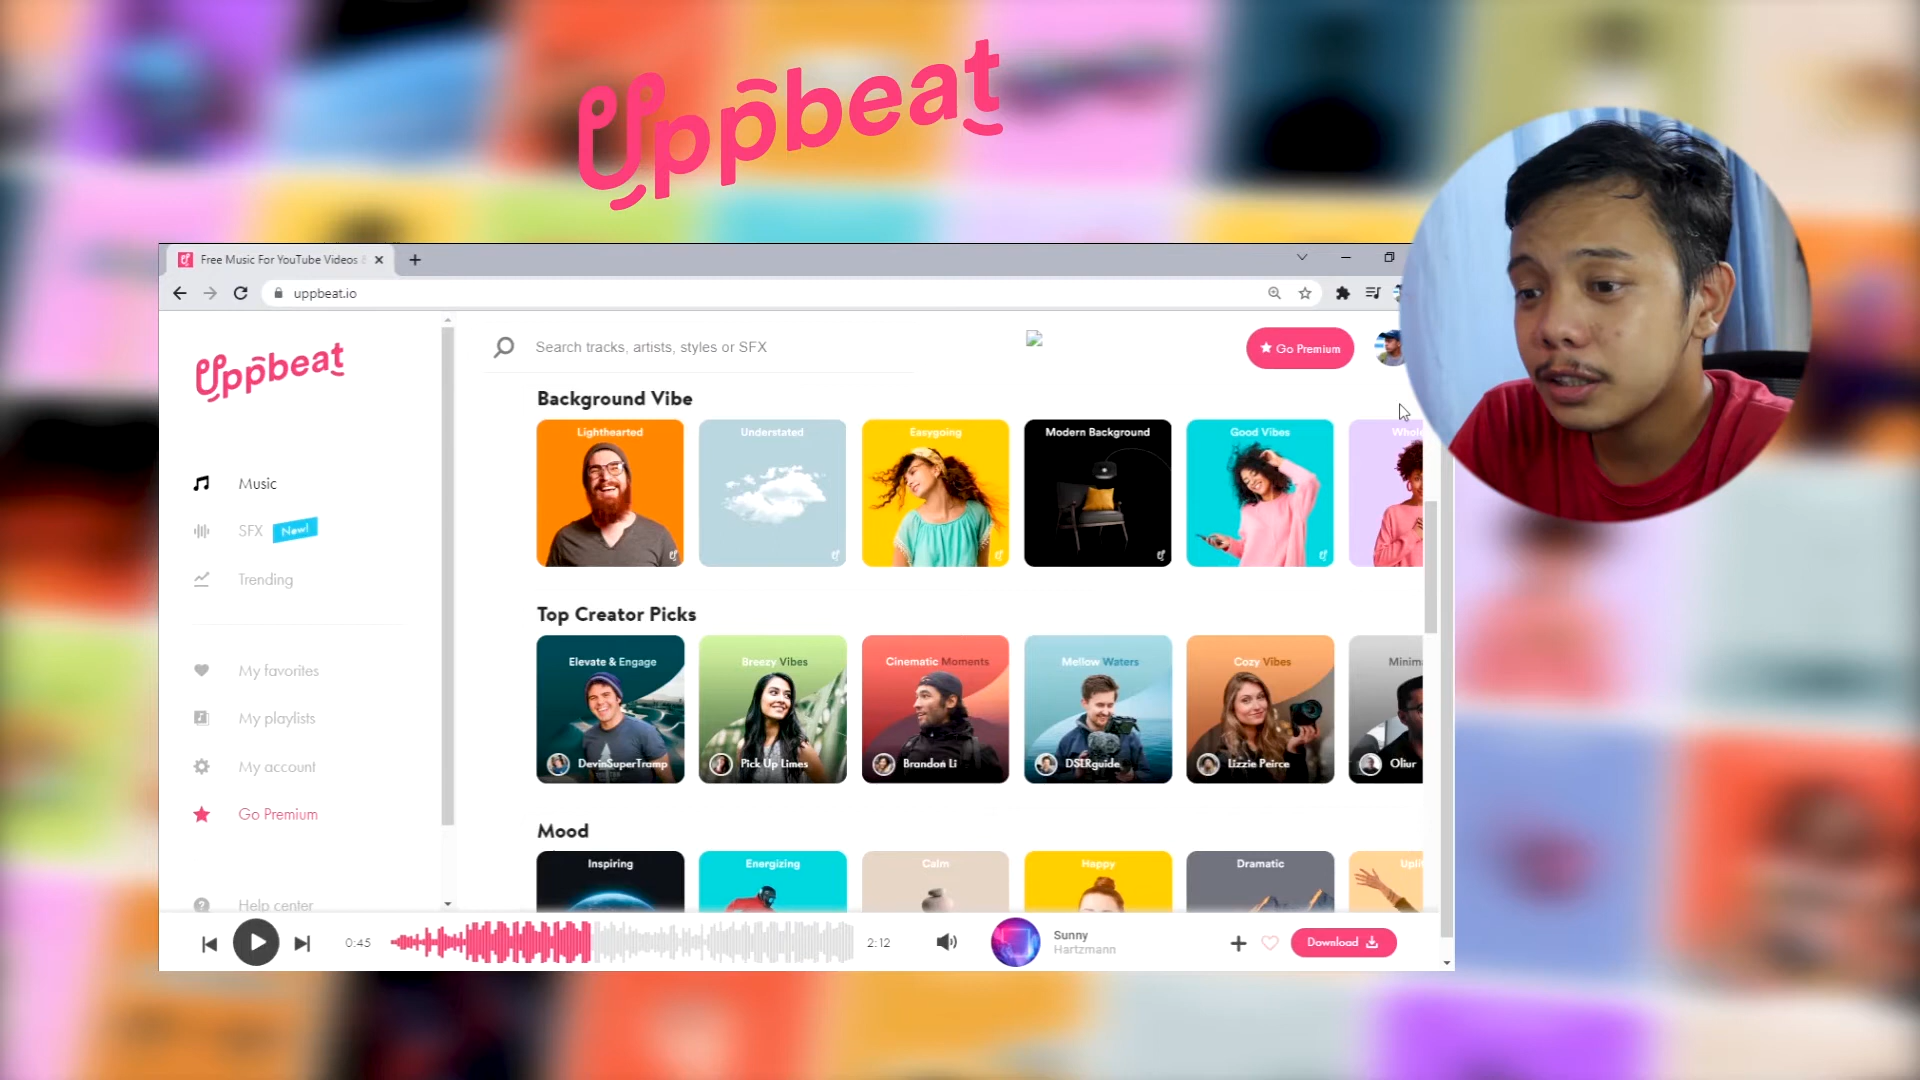 Uppbeat
Free Music For YouTube Videos &
uppbeat.io
Uppbeat
Search tracks, artists, styles or SFX
Go Premium
Music
SFX New!
Trending
My favorites
My playlists
My account
Go Premium
Help center
Background Vibe
Lighthearted
Understated
Easygoing
Modern Background
Good Vibes
Whole
Top Creator Picks
Elevate & Engage
DevinSuperTramp
Breezy Vibes
Pick Up Limes
Cinematic Moments
Brandon Li
Mellow Waters
DSLRguide
Cozy Vibes
Lizzie Peirce
Minim
Oliur
Mood
Inspiring
Energizing
Calm
Happy
Dramatic
Upli
0:45
2:12
Sunny
Hartzmann
Download